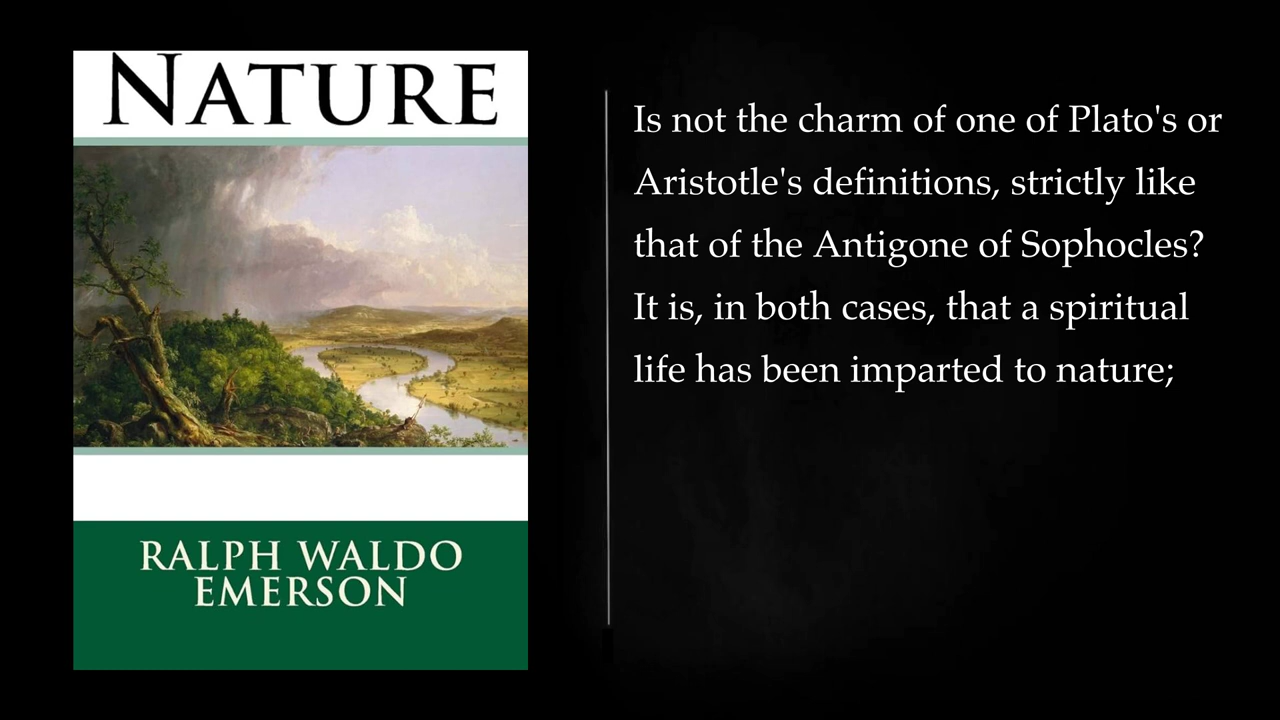 NATURE
RALPH WALDO
EMERSON
Is not the charm of one of Plato's or
Aristotle's definitions, strictly like
that of the Antigone of Sophocles?
It is, in both cases, that a spiritual
life has been imparted to nature;